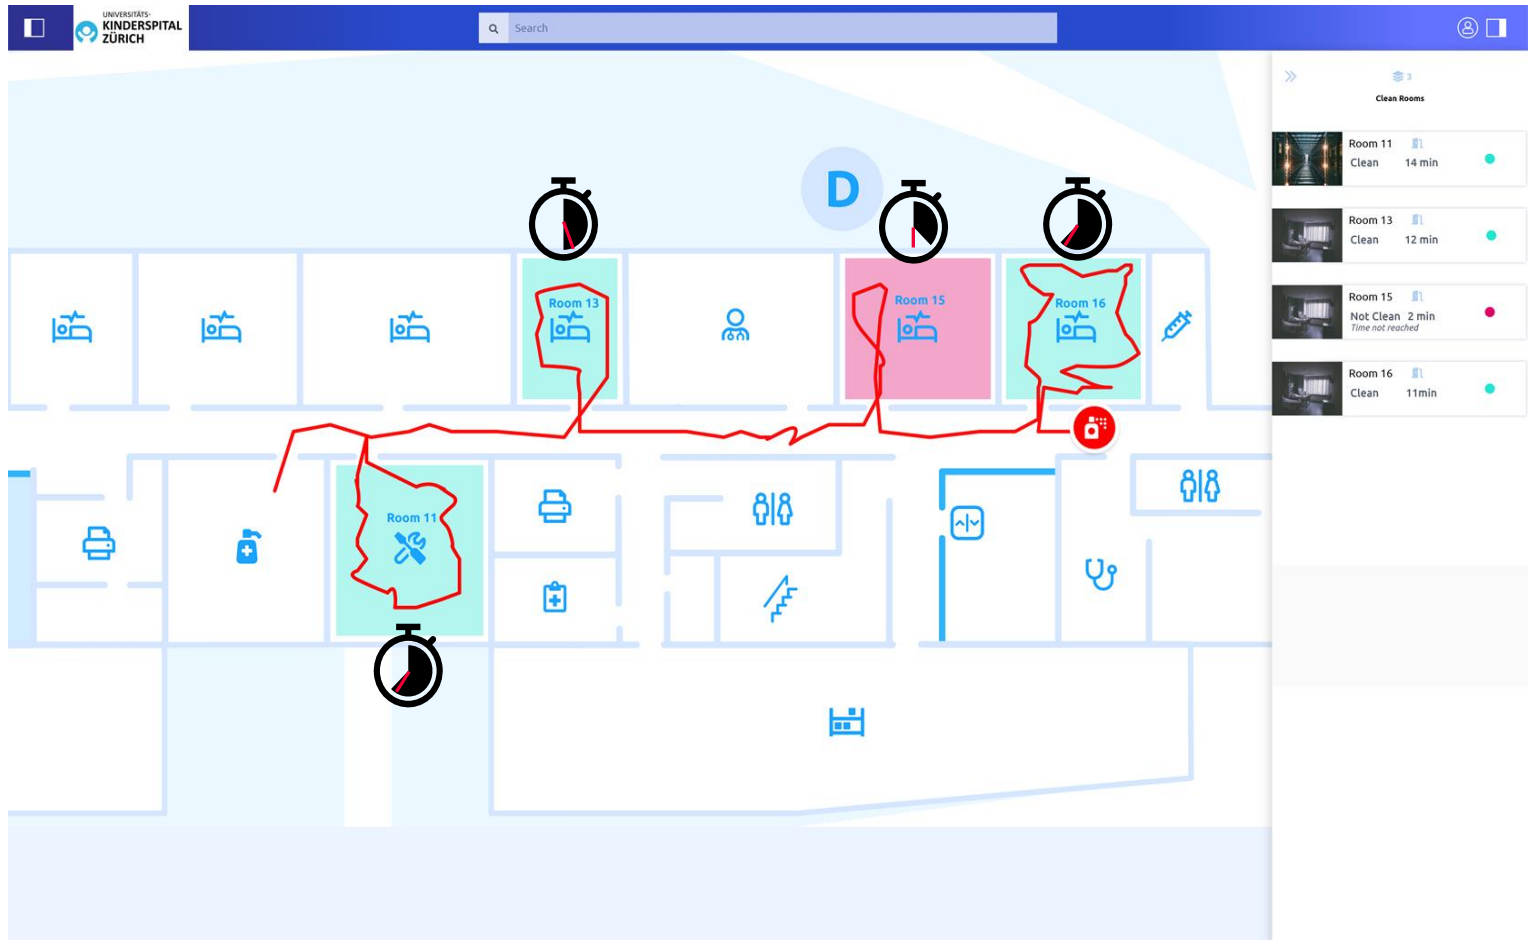 UNIVERSITÄTS-
KINDERSPITAL
ZÜRICH
Search
3
Clean Rooms
Room 11
Clean 14 min
Room 13
Clean 12 min
Room 15
Not Clean 2 min
Time not reached
Room 16
Clean 11min
D
Room 13
Room 15
Room 16
Room 11